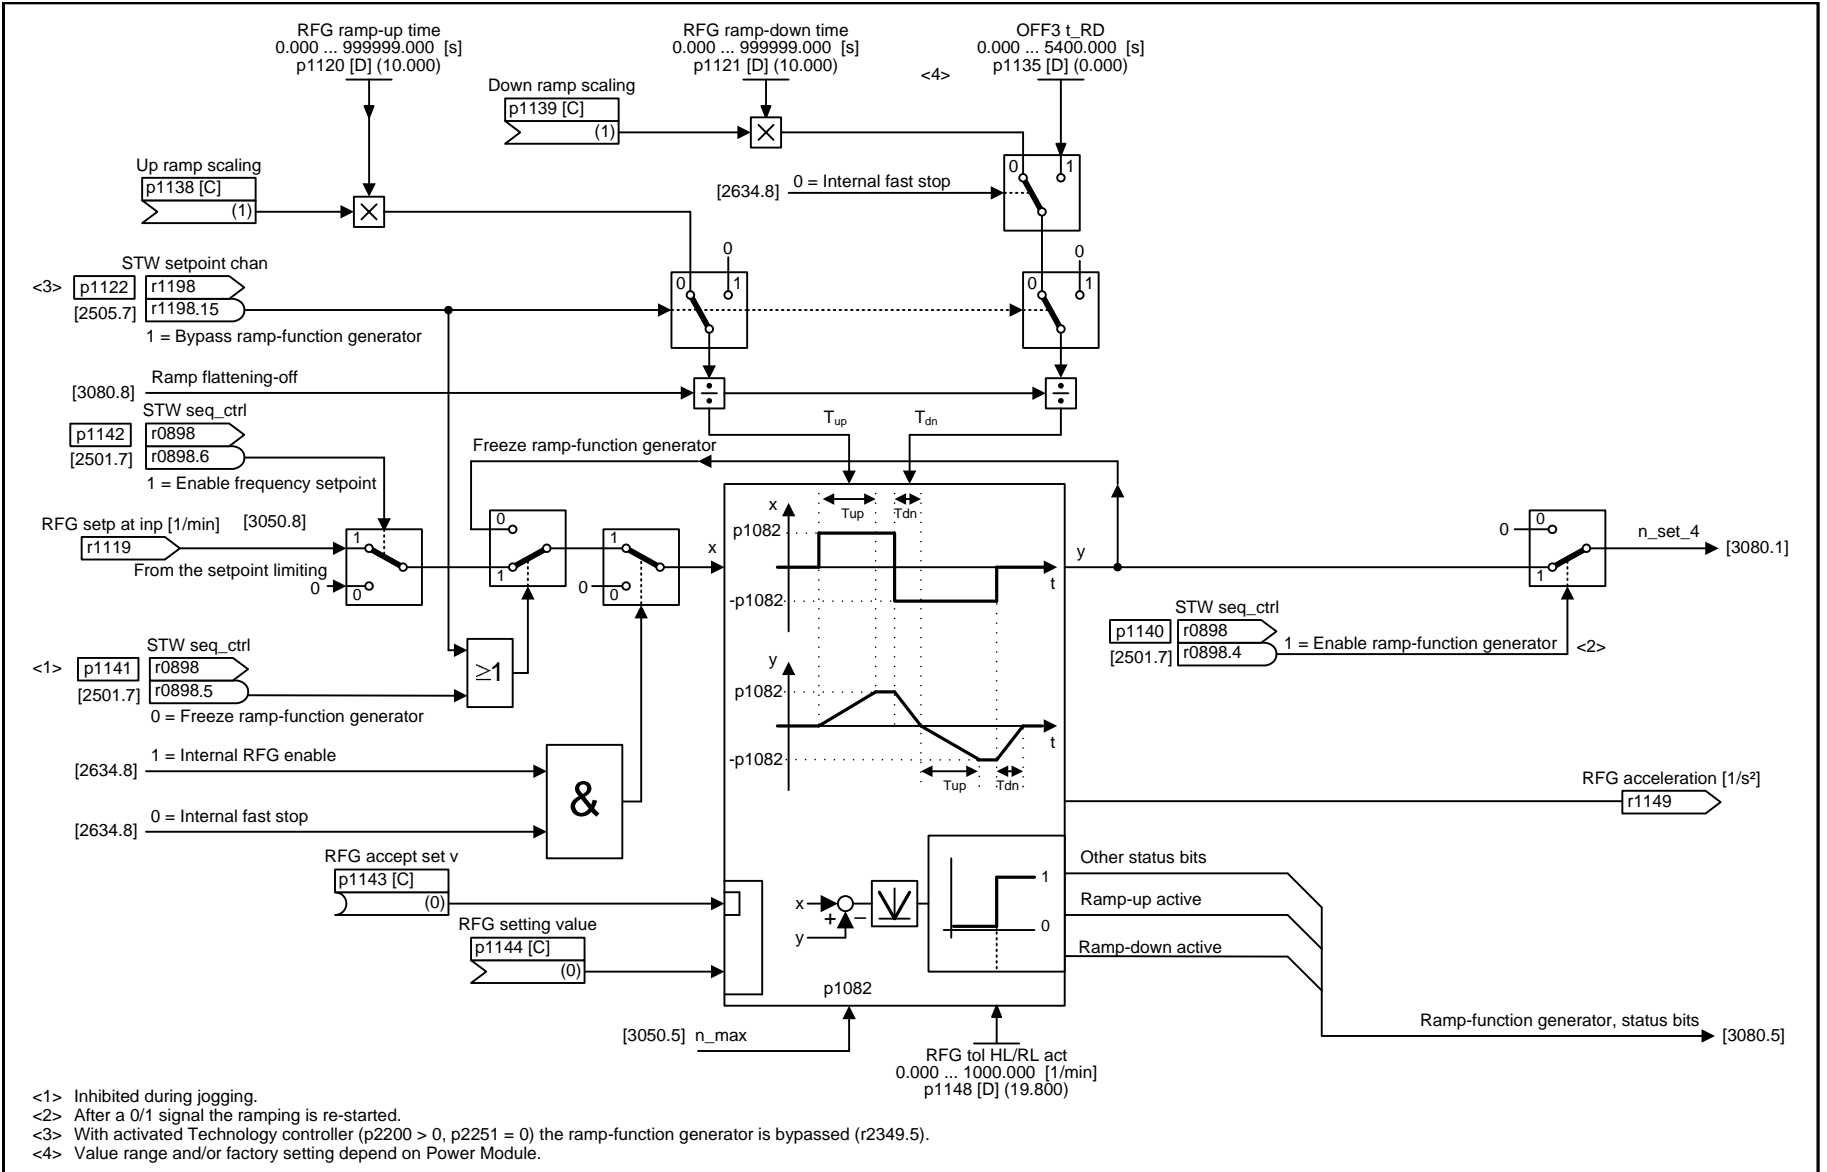 RFG ramp-up time
0.000 ... 999999.000 [s]
p1120 [D] (10.000)
RFG ramp-down time
0.000 ... 999999.000 [s]
p1121 [D] (10.000)
<4>
OFF3 t_RD
0.000 ... 5400.000 [s]
p1135 [D] (0.000)
Down ramp scaling
p1139 [C]
(1)
Up ramp scaling
p1138 [C]
(1)
0 1
[2634.8] 0 = Internal fast stop
STW setpoint chan
<3> p1122 r1198
[2505.7] r1198.15
1 = Bypass ramp-function generator
0
0 1
0
0 1
Ramp flattening-off
[3080.8]
÷ ÷
STW seq_ctrl
p1142 r0898
[2501.7] r0898.6
1 = Enable frequency setpoint
Tup Tdn
Freeze ramp-function generator
RFG setp at inp [1/min] [3050.8]
r1119
From the setpoint limiting
0
1
0
0
1
1
0
0
x
x
Tup Tdn
p1082
-p1082
t
y
p1082
-p1082
t
Tup Tdn
y
0
0
1
n_set_4
[3080.1]
STW seq_ctrl
p1140 r0898
[2501.7] r0898.4
1 = Enable ramp-function generator <2>
STW seq_ctrl
<1> p1141 r0898
[2501.7] r0898.5
0 = Freeze ramp-function generator
≥1
1 = Internal RFG enable
[2634.8]
0 = Internal fast stop
[2634.8]
&
RFG acceleration [1/s²]
r1149
RFG accept set v
p1143 [C]
(0)
RFG setting value
p1144 [C]
(0)
x
+ −
y
1
0
p1082
Other status bits
Ramp-up active
Ramp-down active
Ramp-function generator, status bits [3080.5]
[3050.5] n_max
RFG tol HL/RL act
0.000 ... 1000.000 [1/min]
p1148 [D] (19.800)
<1> Inhibited during jogging.
<2> After a 0/1 signal the ramping is re-started.
<3> With activated Technology controller (p2200 > 0, p2251 = 0) the ramp-function generator is bypassed (r2349.5).
<4> Value range and/or factory setting depend on Power Module.